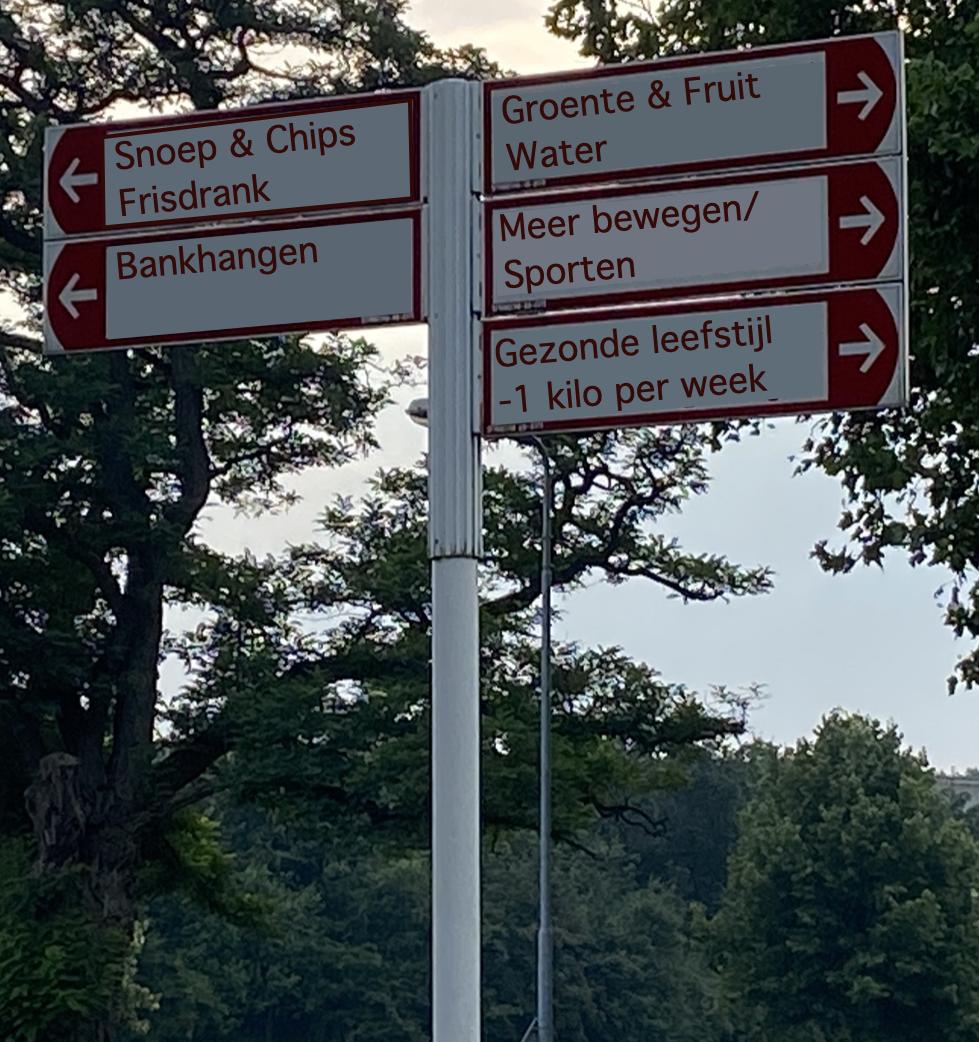 Snoep & Chips
Frisdrank
Bankhangen
Groente & Fruit
Water
Meer bewegen/
Sporten
Gezonde leefstijl
-1 kilo per week